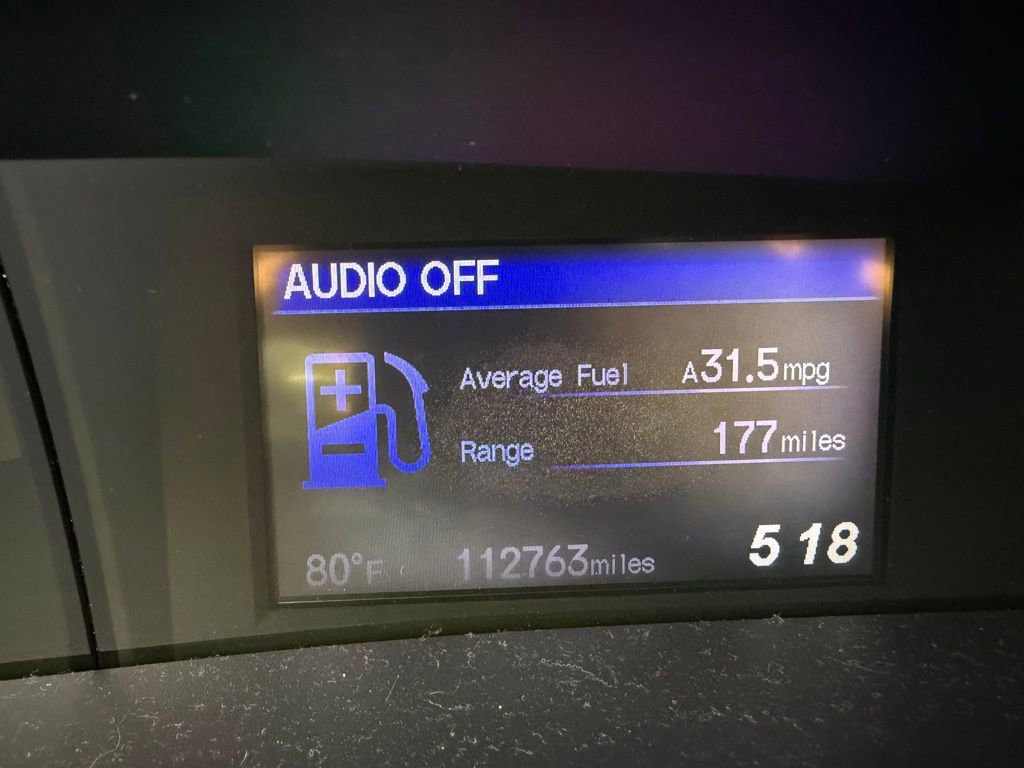 AUDIO OFF
Average Fuel A31.5mpg
Range 177miles
80°F 112763miles 5 18